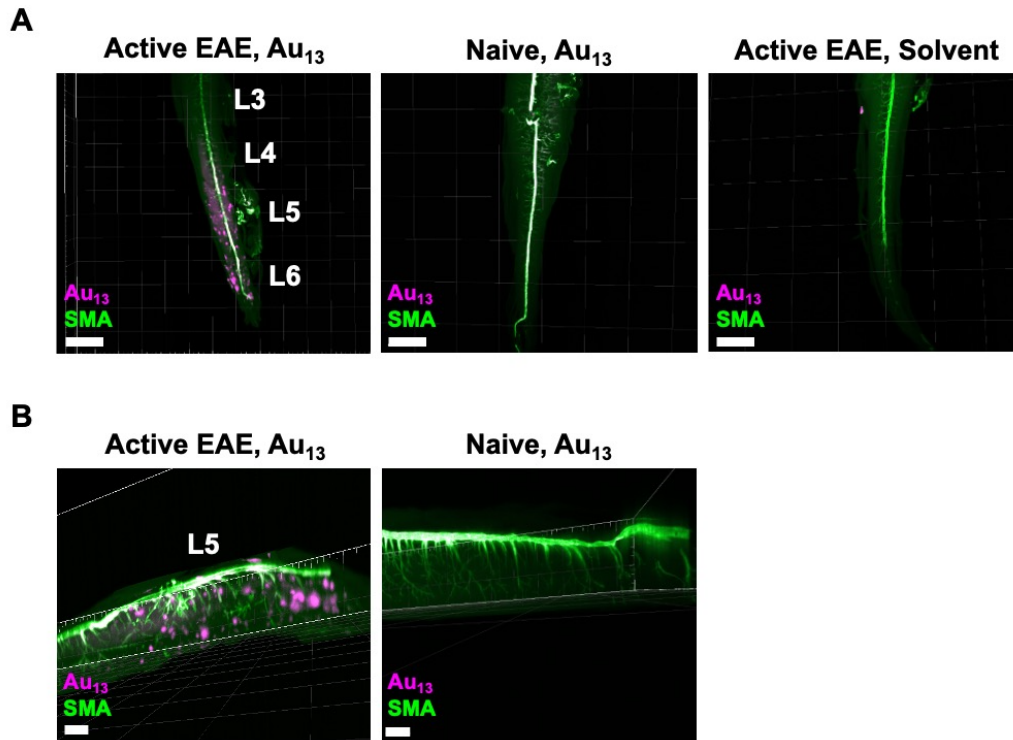 A
Active EAE, Au₁₃
Naive, Au₁₃
Active EAE, Solvent
L3
L4
L5
L6
Au₁₃
SMA
Au₁₃
SMA
Au₁₃
SMA
B
Active EAE, Au₁₃
Naive, Au₁₃
L5
Au₁₃
SMA
Au₁₃
SMA